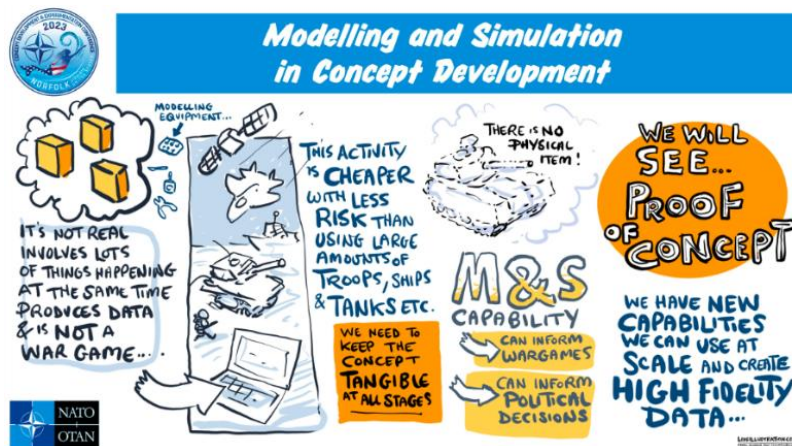 Modelling and Simulation
in Concept Development
2023
NORFOLK
MODELLING
EQUIPMENT...
IT'S NOT REAL
INVOLVES LOTS
OF THINGS HAPPENING
AT THE SAME TIME
PRODUCES DATA
& IS NOT A
WAR GAME...
THIS ACTIVITY
IS CHEAPER
WITH LESS
RISK THAN
USING LARGE
AMOUNTS OF
TROOPS, SHIPS
& TANKS ETC.
WE NEED TO
KEEP THE
CONCEPT
TANGIBLE
AT ALL STAGES
THERE IS NO
PHYSICAL
ITEM!
M&S
CAPABILITY
CAN INFORM
WARGAMES
CAN INFORM
POLITICAL
DECISIONS
WE WILL
SEE...
PROOF
OF CONCEPT
WE HAVE NEW
CAPABILITIES
WE CAN USE AT
SCALE AND CREATE
HIGH FIDELITY
DATA...
NATO
OTAN